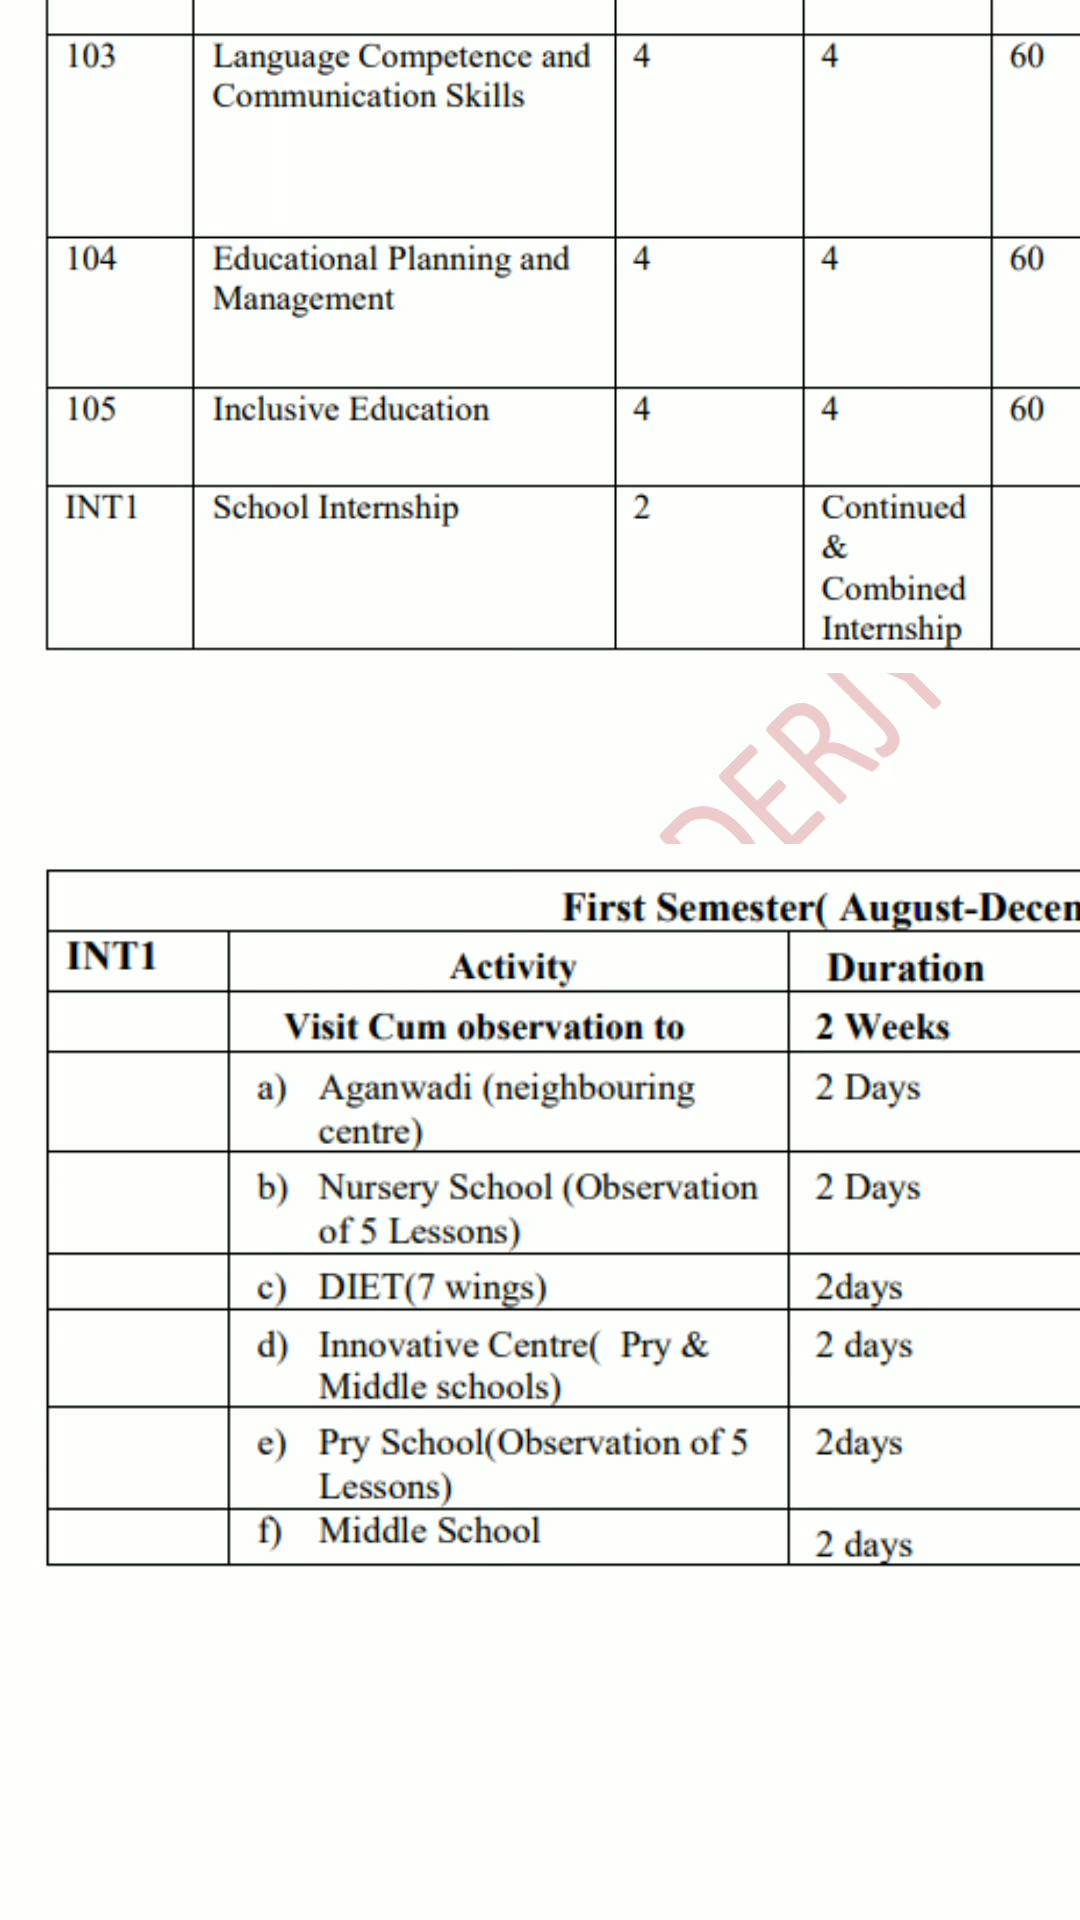 103 Language Competence and 4 4 60
Communication Skills
104 Educational Planning and 4 4 60
Management
105 Inclusive Education 4 4 60
INT1 School Internship 2 Continued
&
Combined
Internship
First Semester( August-Decem
INT1 Activity Duration
Visit Cum observation to 2 Weeks
a) Aganwadi (neighbouring 2 Days
centre)
b) Nursery School (Observation 2 Days
of 5 Lessons)
c) DIET(7 wings) 2days
d) Innovative Centre( Pry & 2 days
Middle schools)
e) Pry School(Observation of 5 2days
Lessons)
f) Middle School 2 days